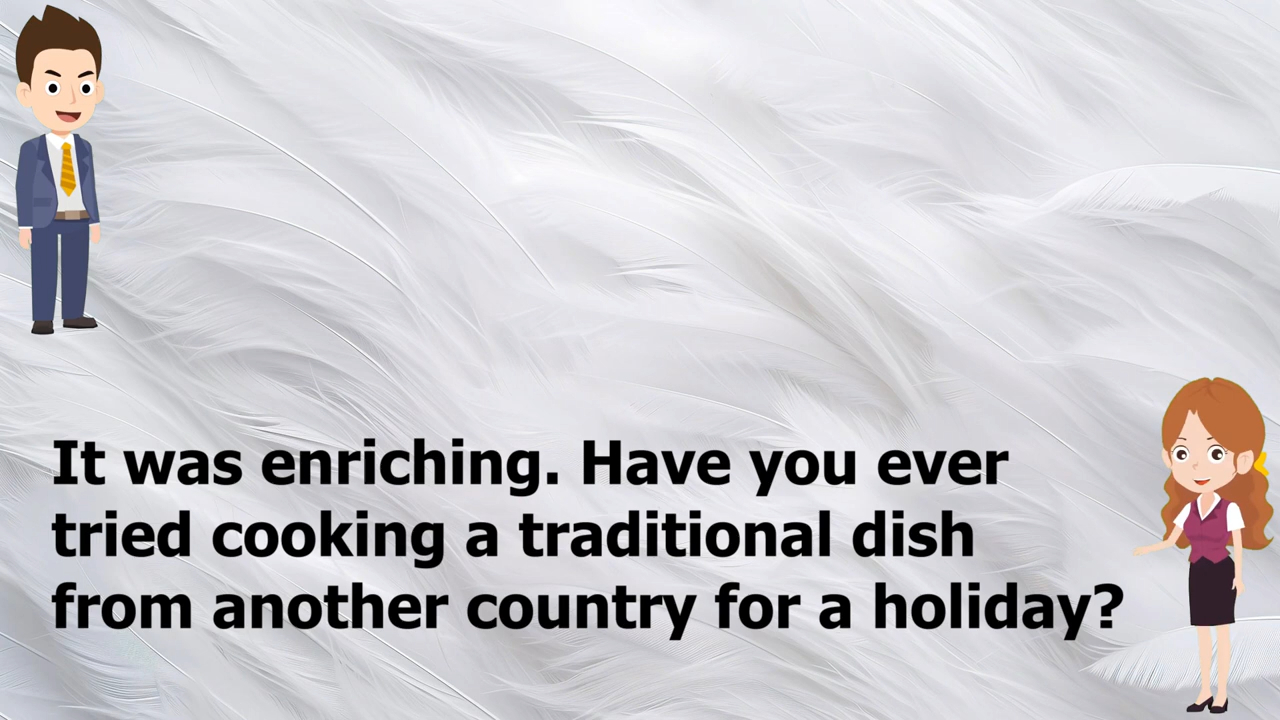 It was enriching. Have you ever
tried cooking a traditional dish
from another country for a holiday?